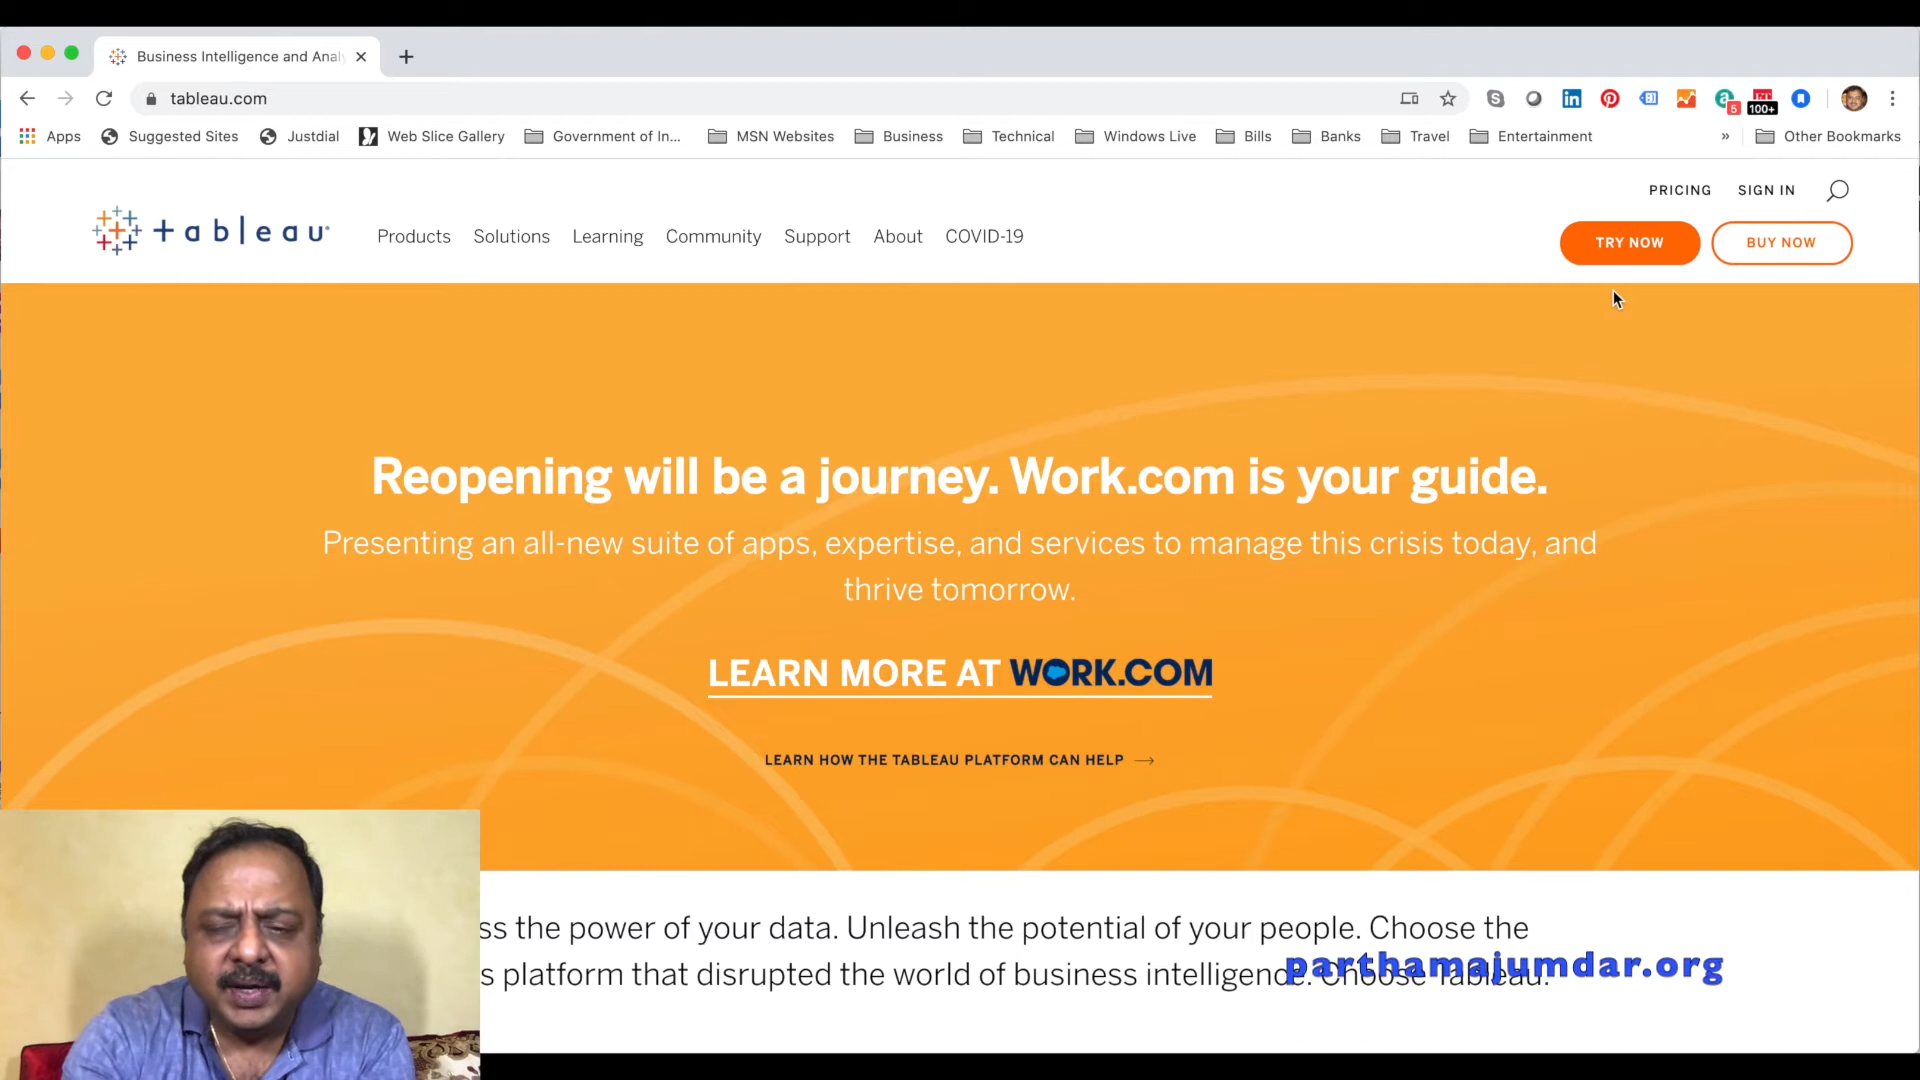 Business Intelligence and Anal
tableau.com
5
100+
Apps Suggested Sites Justdial Web Slice Gallery Government of In... MSN Websites Business Technical Windows Live Bills Banks Travel Entertainment » Other Bookmarks
PRICING SIGN IN
tableau Products Solutions Learning Community Support About COVID-19 TRY NOW BUY NOW
Reopening will be a journey. Work.com is your guide.
Presenting an all-new suite of apps, expertise, and services to manage this crisis today, and
thrive tomorrow.
LEARN MORE AT WORK.COM
LEARN HOW THE TABLEAU PLATFORM CAN HELP →
ss the power of your data. Unleash the potential of your people. Choose the
s platform that disrupted the world of business intelligence. Choose Tableau.
parthamajumdar.org